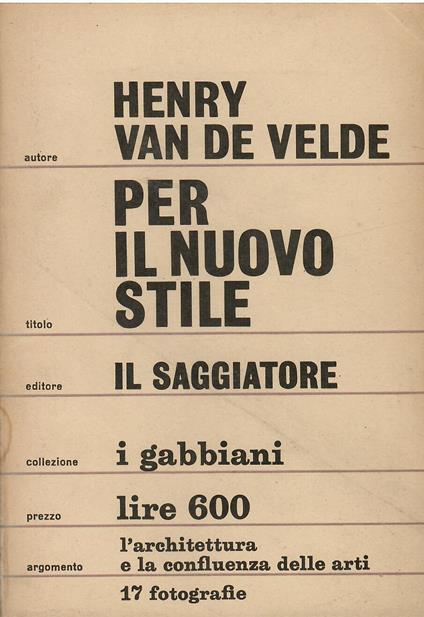 HENRY
autore VAN DE VELDE
PER
IL NUOVO
titolo STILE
editore IL SAGGIATORE
collezione i gabbiani
prezzo lire 600
l'architettura
argomento e la confluenza delle arti
17 fotografie